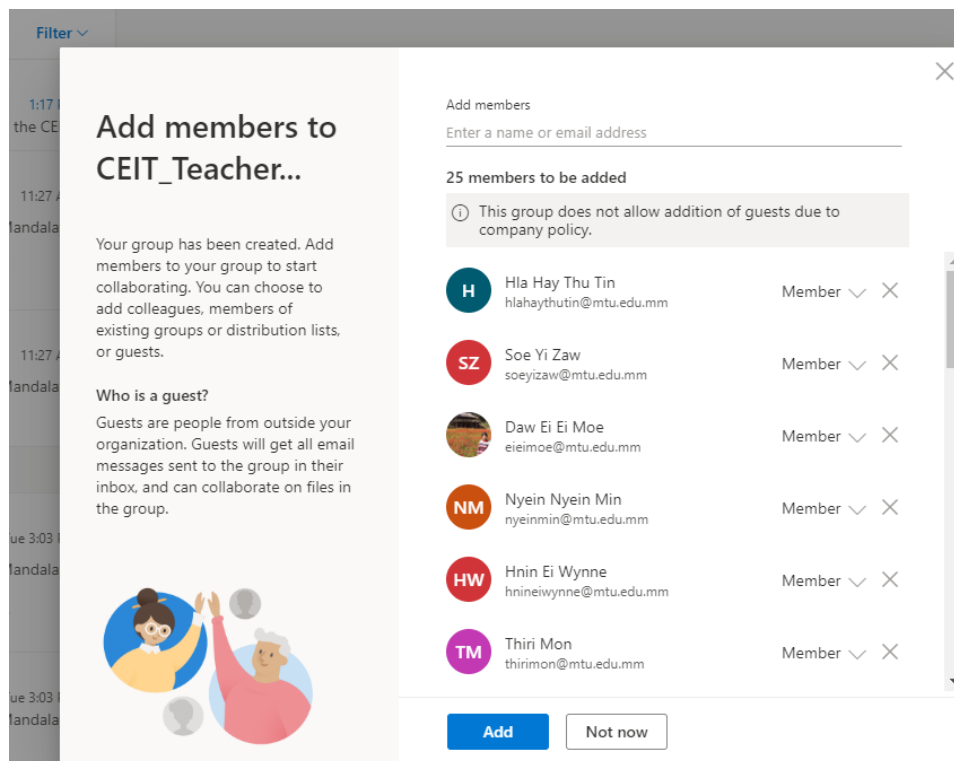 Filter
1:17
the CE
11:27
Mandala
11:27
Mandala
Tue 3:03
Mandala
Tue 3:03
Mandala
Add members to
CEIT_Teacher...
Your group has been created. Add
members to your group to start
collaborating. You can choose to
add colleagues, members of
existing groups or distribution lists,
or guests.
Who is a guest?
Guests are people from outside your
organization. Guests will get all email
messages sent to the group in their
inbox, and can collaborate on files in
the group.
Add members
Enter a name or email address
25 members to be added
This group does not allow addition of guests due to
company policy.
H Hla Hay Thu Tin Member
hlahaythutin@mtu.edu.mm
SZ Soe Yi Zaw Member
soeyizaw@mtu.edu.mm
Daw Ei Ei Moe Member
eieimoe@mtu.edu.mm
NM Nyein Nyein Min Member
nyeinmin@mtu.edu.mm
HW Hnin Ei Wynne Member
hnineiwynne@mtu.edu.mm
TM Thiri Mon Member
thirimon@mtu.edu.mm
Add Not now